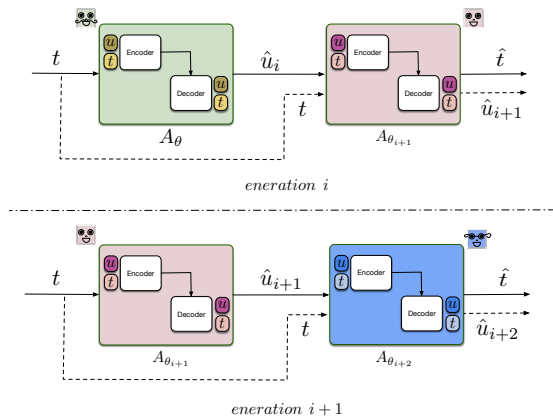 t
u
t
Encoder
Decoder
u
t
û_i
t
u
t
Encoder
Decoder
u
t
t̂
û_{i+1}
A_θ
A_{θ_{i+1}}
eneration i
t
u
t
Encoder
Decoder
u
t
û_{i+1}
t
u
t
Encoder
Decoder
u
t
t̂
û_{i+2}
A_{θ_{i+1}}
A_{θ_{i+2}}
eneration i + 1